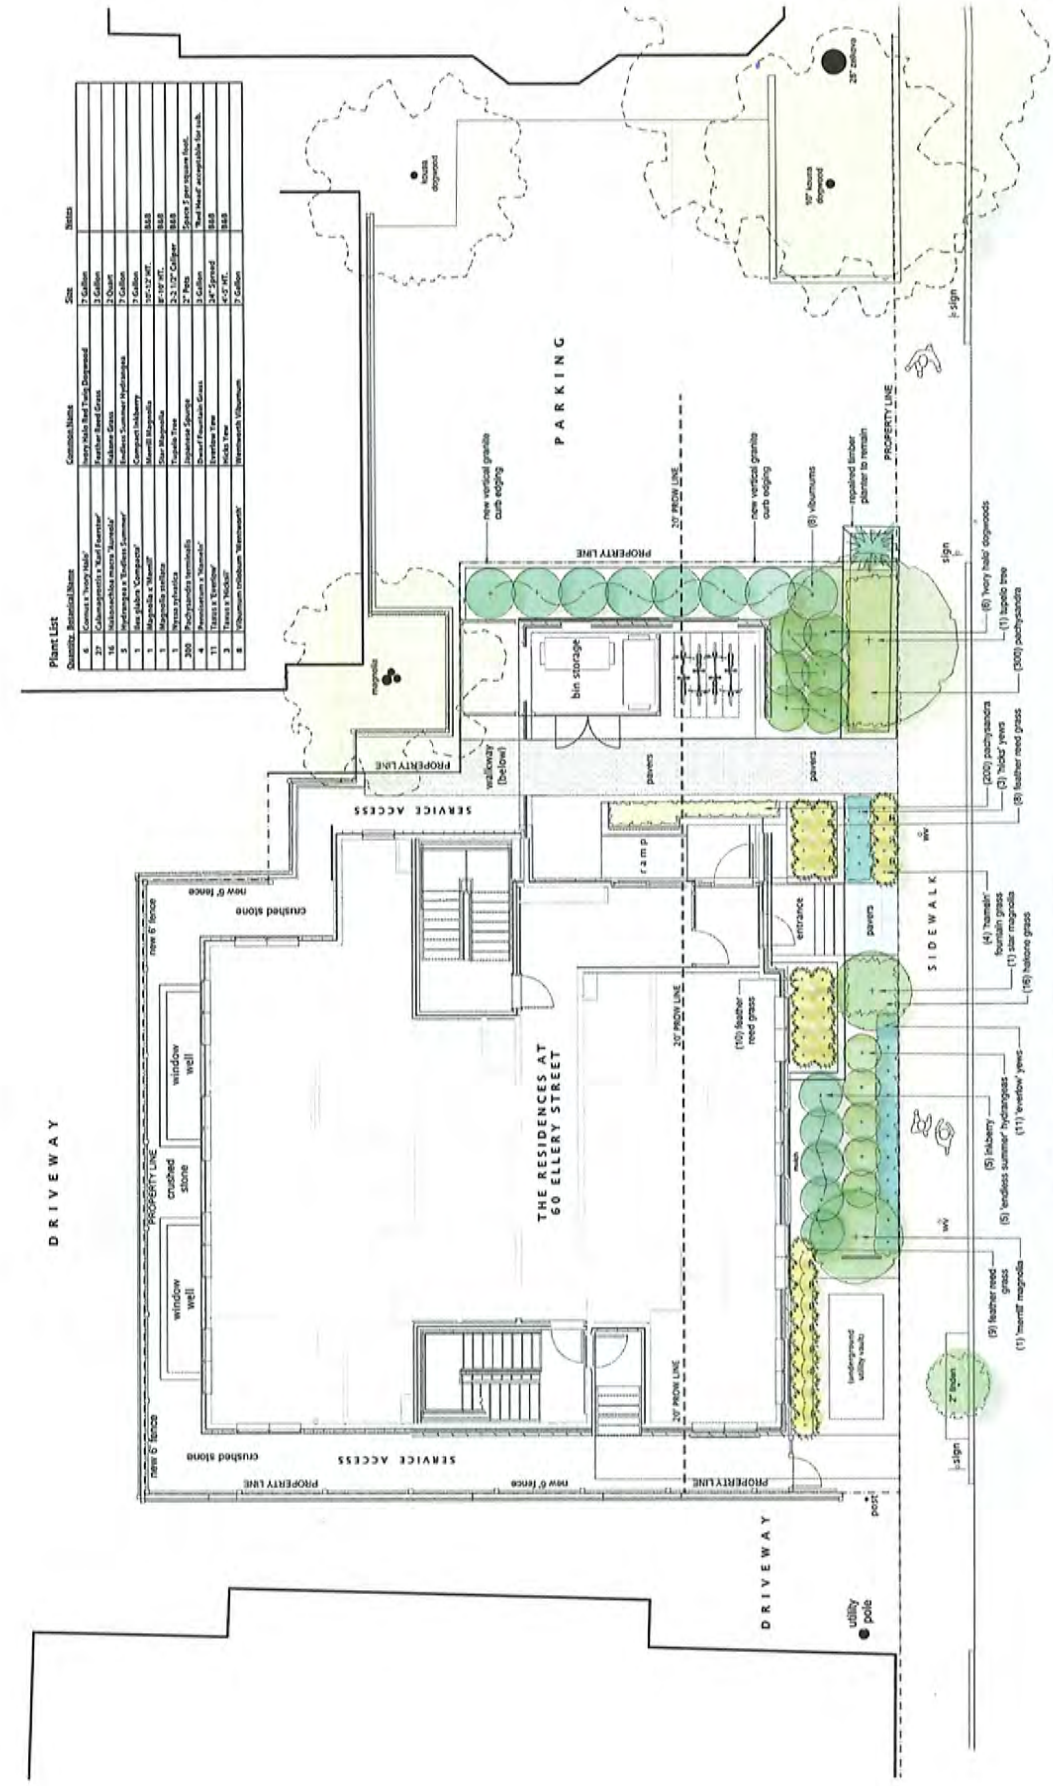 Plant List
Quantity Botanical Name Common Name Size Notes
6 Cornus x 'Ivory Halo' Ivory Halo Red Twig Dogwood 7 Gallon
27 Calamagrostis x 'Karl Foerster' Feather Reed Grass 3 Gallon
16 Hakonechloa macra 'Aureola' Hakone Grass 2 Quart
5 Hydrangea x 'Endless Summer' Endless Summer Hydrangea 7 Gallon
Ilex glabra 'Compacta' Compact Inkberry 7 Gallon
1 Magnolia x 'Merrill' Merrill Magnolia 10'-12' HT. B&B
1 Magnolia stellata Star Magnolia 8'-10' HT. B&B
1 Nyssa sylvatica Tupelo Tree 2-2 1/2" Caliper B&B
Pachysandra terminalis Japanese Spurge 2" Pots Space 5 per square foot.
4 Pennisetum x 'Hameln' Dwarf Fountain Grass 3 Gallon 'Red Head' acceptable for sub.
11 Taxus x 'Everlow' Everlow Yew 24" Spread B&B
3 Taxus x 'Hicksii' Hicks Yew 4'-5' HT. B&B
8 Viburnum trilobum 'Wentworth' Wentworth Viburnum 7 Gallon
DRIVEWAY
new 6' fence
PROPERTY LINE
new 6' fence
new 6' fence
window
well
crushed
stone
window
well
crushed stone
crushed stone
SERVICE ACCESS
SERVICE ACCESS
PROPERTY LINE
new 6' fence
PROPERTY LINE
PROPERTY LINE
magnolia
kousa
dogwood
10" kousa
dogwood
28" zelkova
PARKING
new vertical granite
curb edging
PROPERTY LINE
20' PROW LINE
new vertical granite
curb edging
(8) viburnums
repaired timber
planter to remain
PROPERTY LINE
walkway
(below)
bin storage
pavers
pavers
THE RESIDENCES AT
60 ELLERY STREET
20' PROW LINE
20' PROW LINE
ramp
entrance
pavers
(10) feather
reed grass
underground
utility vaults
DRIVEWAY
post
utility
pole
SIDEWALK
wv
wv
sign
sign
sign
2" linden
(9) feather reed
grass
(1) 'merrill' magnolia
(5) inkberry
(5) 'endless summer' hydrangeas
(11) 'everlow' yews
(4) 'hameln'
fountain grass
(1) star magnolia
(16) hakone grass
(200) pachysandra
(3) 'hicks' yews
(8) feather reed grass
(6) 'ivory halo' dogwoods
(1) tupelo tree
(300) pachysandra